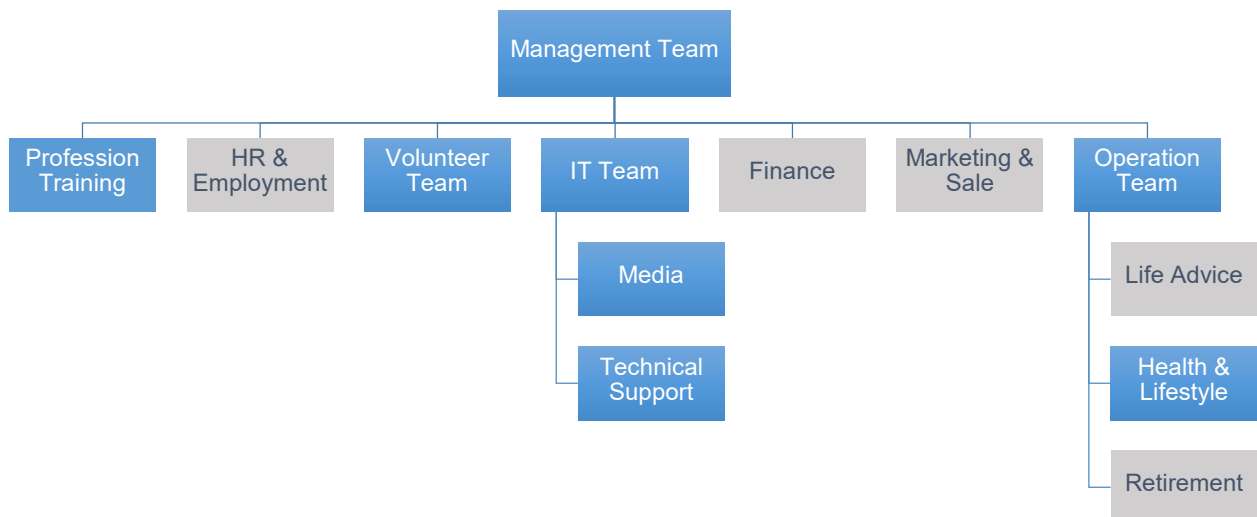 Management Team
Profession
Training
HR &
Employment
Volunteer
Team
IT Team
Finance
Marketing &
Sale
Operation
Team
Media
Technical
Support
Life Advice
Health &
Lifestyle
Retirement